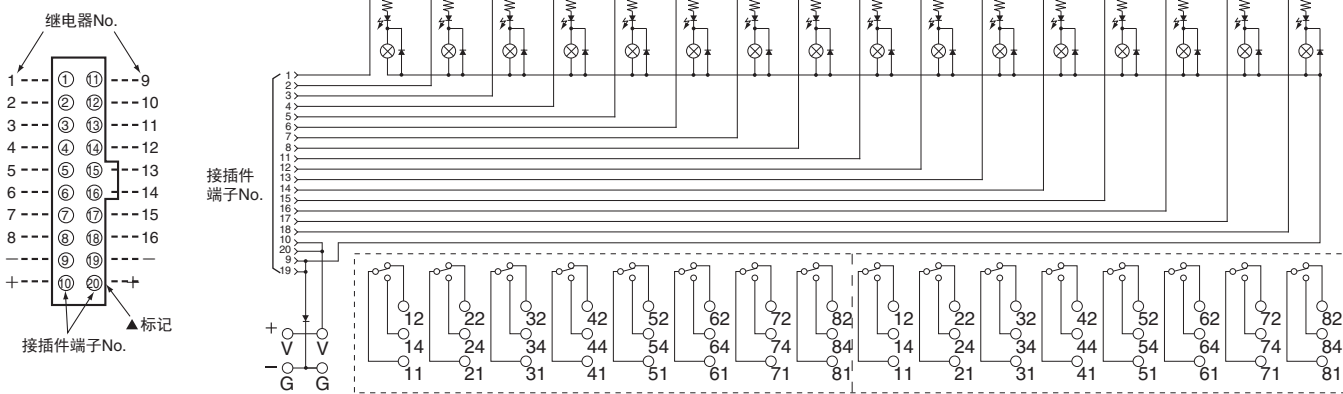 继电器No.
1 ① ⑪ 9
2 ② ⑫ 10
3 ③ ⑬ 11
4 ④ ⑭ 12
5 ⑤ ⑮ 13
6 ⑥ ⑯ 14
7 ⑦ ⑰ 15
8 ⑧ ⑱ 16
− ⑨ ⑲ −
+ ⑩ ⑳ +
▲标记
接插件端子No.
接插件
端子No.
1
2
3
4
5
6
7
8
11
12
13
14
15
16
17
18
10
20
9
19
+
V V
−
G G
12 22 32 42 52 62 72 82 12 22 32 42 52 62 72 82
14 24 34 44 54 64 74 84 14 24 34 44 54 64 74 84
11 21 31 41 51 61 71 81 11 21 31 41 51 61 71 81